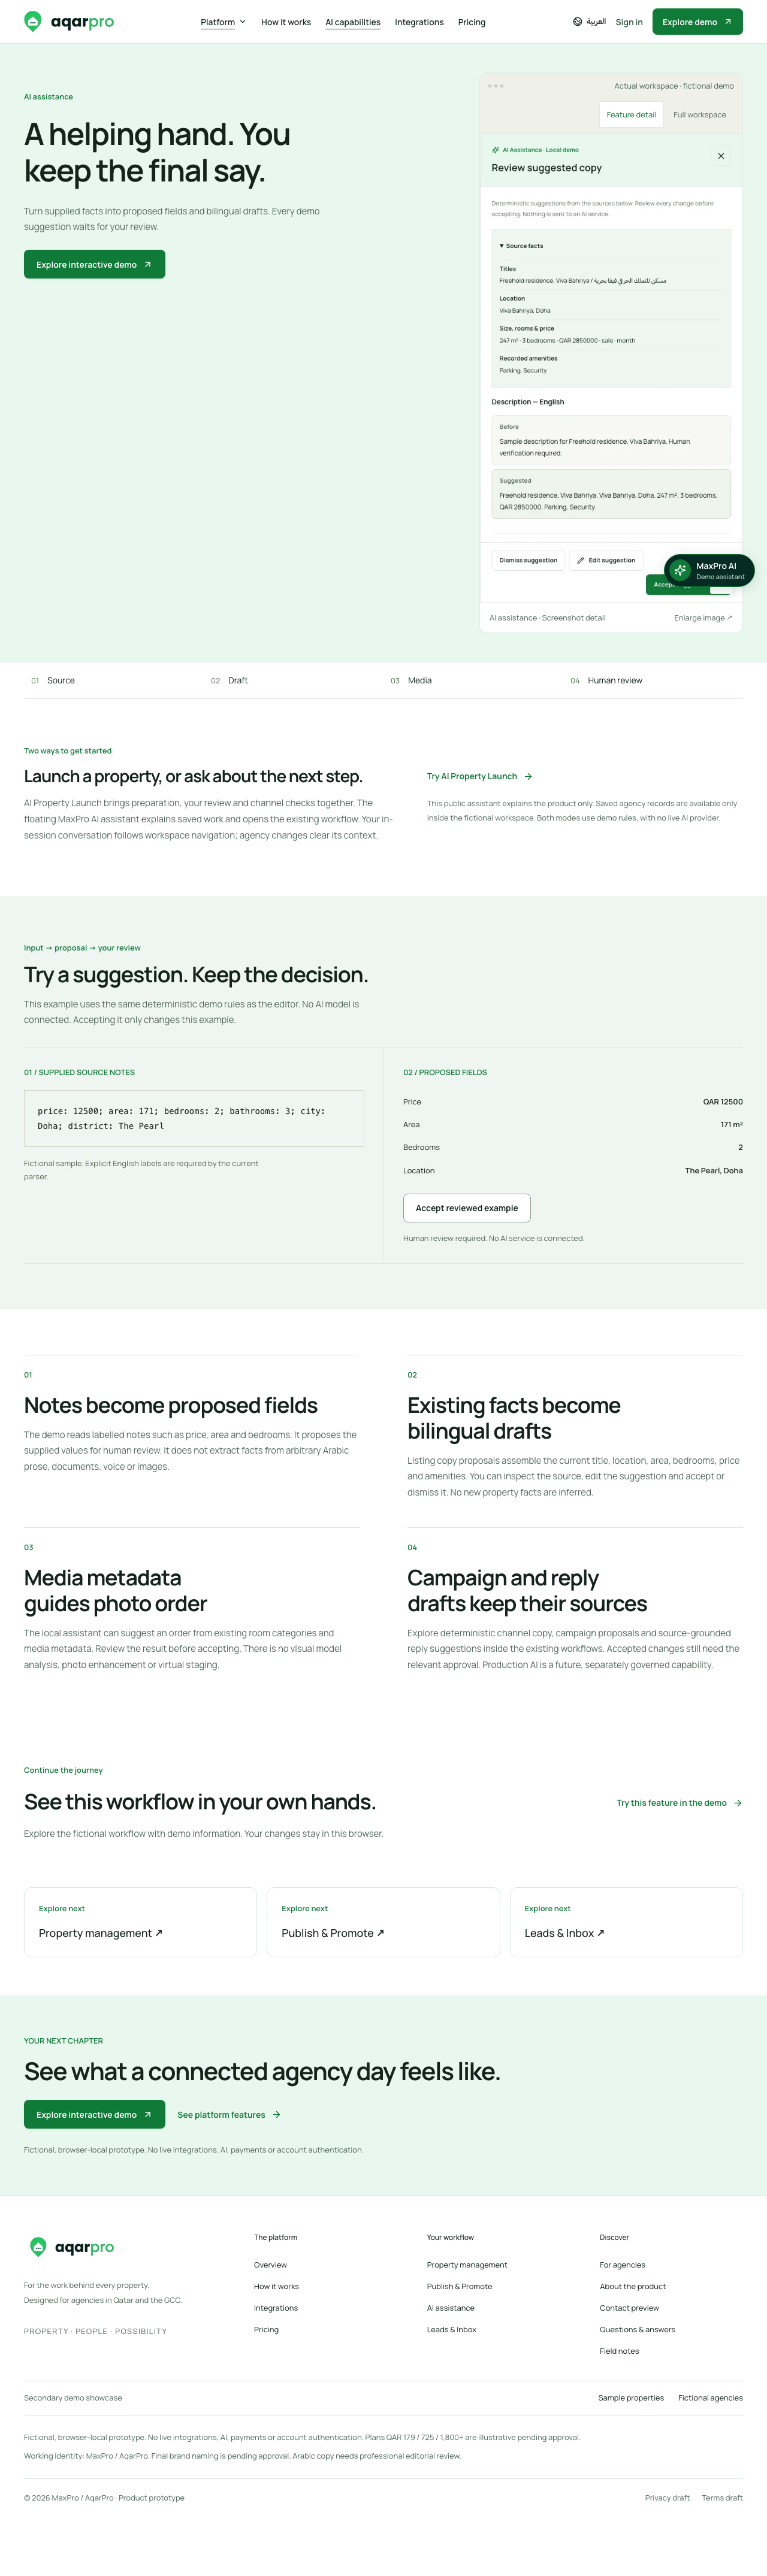 aqarpro
Platform
How it works
AI capabilities
Integrations
Pricing
العربية
Sign in
Explore demo
AI assistance
A helping hand. You
keep the final say.
Turn supplied facts into proposed fields and bilingual drafts. Every demo
suggestion waits for your review.
Explore interactive demo
Actual workspace · fictional demo
Feature detail
Full workspace
AI Assistance · Local demo
Review suggested copy
Deterministic suggestions from the sources below. Review every change before
accepting. Nothing is sent to an AI service.
▼ Source facts
Titles
Freehold residence, Viva Bahriya / مسكن للتملك الحر في فيفا بحرية
Location
Viva Bahriya, Doha
Size, rooms & price
247 m² · 3 bedrooms · QAR 2850000 · sale · month
Recorded amenities
Parking, Security
Description — English
Before
Sample description for Freehold residence, Viva Bahriya. Human
verification required.
Suggested
Freehold residence, Viva Bahriya. Viva Bahriya, Doha. 247 m². 3 bedrooms.
QAR 2850000. Parking, Security
Dismiss suggestion
Edit suggestion
MaxPro AI
Demo assistant
AI assistance · Screenshot detail
Enlarge image ↗
01 Source
02 Draft
03 Media
04 Human review
Two ways to get started
Launch a property, or ask about the next step.
AI Property Launch brings preparation, your review and channel checks together. The
floating MaxPro AI assistant explains saved work and opens the existing workflow. Your in-
session conversation follows workspace navigation; agency changes clear its context.
Try AI Property Launch →
This public assistant explains the product only. Saved agency records are available only
inside the fictional workspace. Both modes use demo rules, with no live AI provider.
Input → proposal → your review
Try a suggestion. Keep the decision.
This example uses the same deterministic demo rules as the editor. No AI model is
connected. Accepting it only changes this example.
01 / SUPPLIED SOURCE NOTES
price: 12500; area: 171; bedrooms: 2; bathrooms: 3; city:
Doha; district: The Pearl
Fictional sample. Explicit English labels are required by the current
parser.
02 / PROPOSED FIELDS
Price QAR 12500
Area 171 m²
Bedrooms 2
Location The Pearl, Doha
Accept reviewed example
Human review required. No AI service is connected.
01
Notes become proposed fields
The demo reads labelled notes such as price, area and bedrooms. It proposes the
supplied values for human review. It does not extract facts from arbitrary Arabic
prose, documents, voice or images.
02
Existing facts become
bilingual drafts
Listing copy proposals assemble the current title, location, area, bedrooms, price
and amenities. You can inspect the source, edit the suggestion and accept or
dismiss it. No new property facts are inferred.
03
Media metadata
guides photo order
The local assistant can suggest an order from existing room categories and
media metadata. Review the result before accepting. There is no visual model
analysis, photo enhancement or virtual staging.
04
Campaign and reply
drafts keep their sources
Explore deterministic channel copy, campaign proposals and source-grounded
reply suggestions inside the existing workflows. Accepted changes still need the
relevant approval. Production AI is a future, separately governed capability.
Continue the journey
See this workflow in your own hands.
Explore the fictional workflow with demo information. Your changes stay in this browser.
Try this feature in the demo →
Explore next
Property management ↗
Explore next
Publish & Promote ↗
Explore next
Leads & Inbox ↗
YOUR NEXT CHAPTER
See what a connected agency day feels like.
Explore interactive demo
See platform features →
Fictional, browser-local prototype. No live integrations, AI, payments or account authentication.
aqarpro
For the work behind every property.
Designed for agencies in Qatar and the GCC.
PROPERTY · PEOPLE · POSSIBILITY
The platform
Overview
How it works
Integrations
Pricing
Your workflow
Property management
Publish & Promote
AI assistance
Leads & Inbox
Discover
For agencies
About the product
Contact preview
Questions & answers
Field notes
Secondary demo showcase
Sample properties
Fictional agencies
Fictional, browser-local prototype. No live integrations, AI, payments or account authentication. Plans QAR 179 / 725 / 1,800+ are illustrative pending approval.
Working identity: MaxPro / AqarPro. Final brand naming is pending approval. Arabic copy needs professional editorial review.
© 2026 MaxPro / AqarPro · Product prototype
Privacy draft
Terms draft